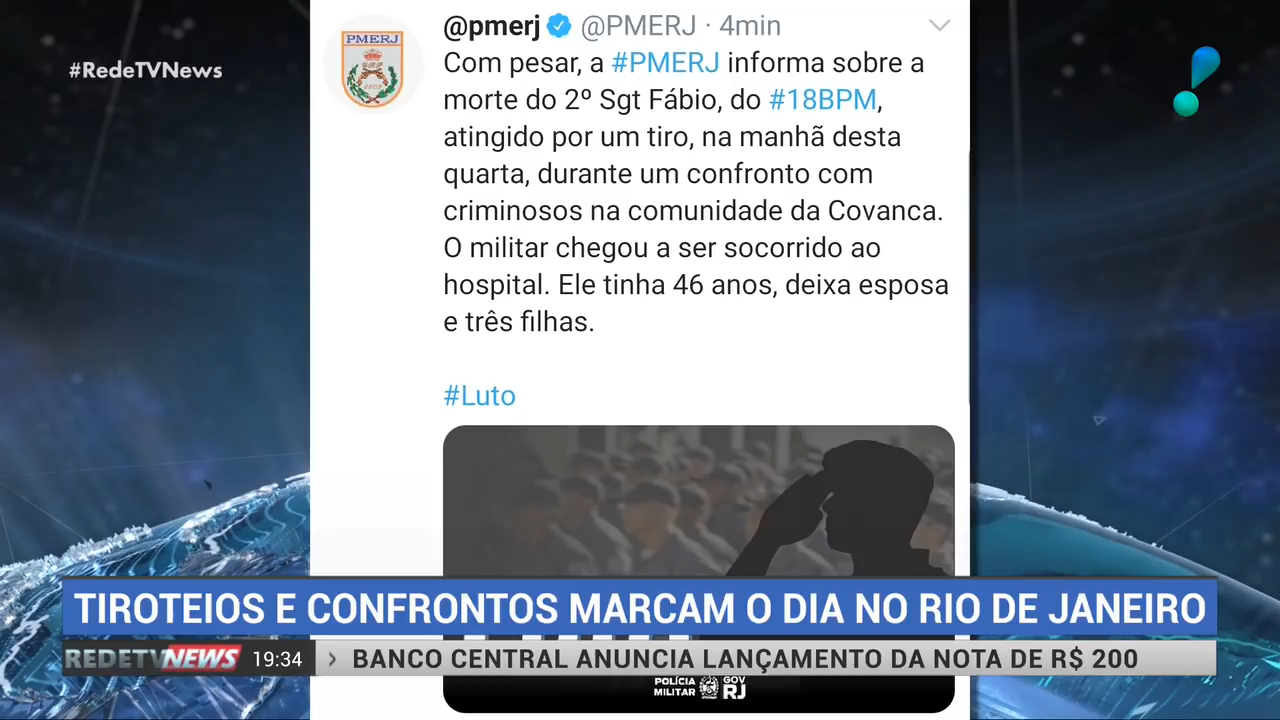 @pmerj @PMERJ · 4min
PMERJ
#RedeTVNews
Com pesar, a #PMERJ informa sobre a
morte do 2º Sgt Fábio, do #18BPM,
atingido por um tiro, na manhã desta
quarta, durante um confronto com
criminosos na comunidade da Covanca.
O militar chegou a ser socorrido ao
hospital. Ele tinha 46 anos, deixa esposa
e três filhas.
#Luto
TIROTEIOS E CONFRONTOS MARCAM O DIA NO RIO DE JANEIRO
REDETVNEWS 19:34 › BANCO CENTRAL ANUNCIA LANÇAMENTO DA NOTA DE R$ 200
POLÍCIA
MILITAR
GOV
RJ